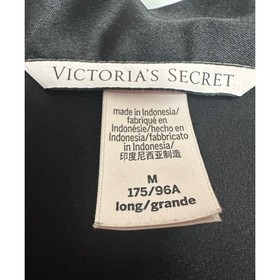 VICTORIA'S SECRET
made in Indonesia/
fabriqué en
Indonésie/hecho en
Indonesia/fabbricato
in Indonesia/
印度尼西亚制造
M
175/96A
long/grande